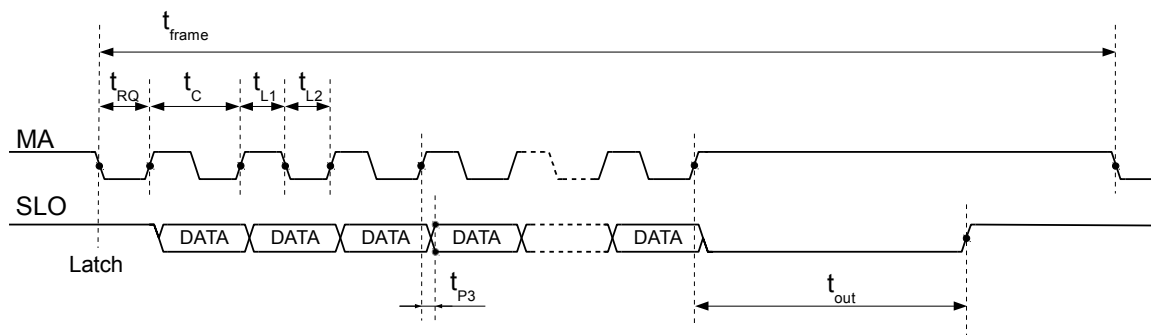 t_frame
t_RQ t_C t_L1 t_L2
MA
SLO
DATA DATA DATA DATA DATA
Latch
t_P3
t_out